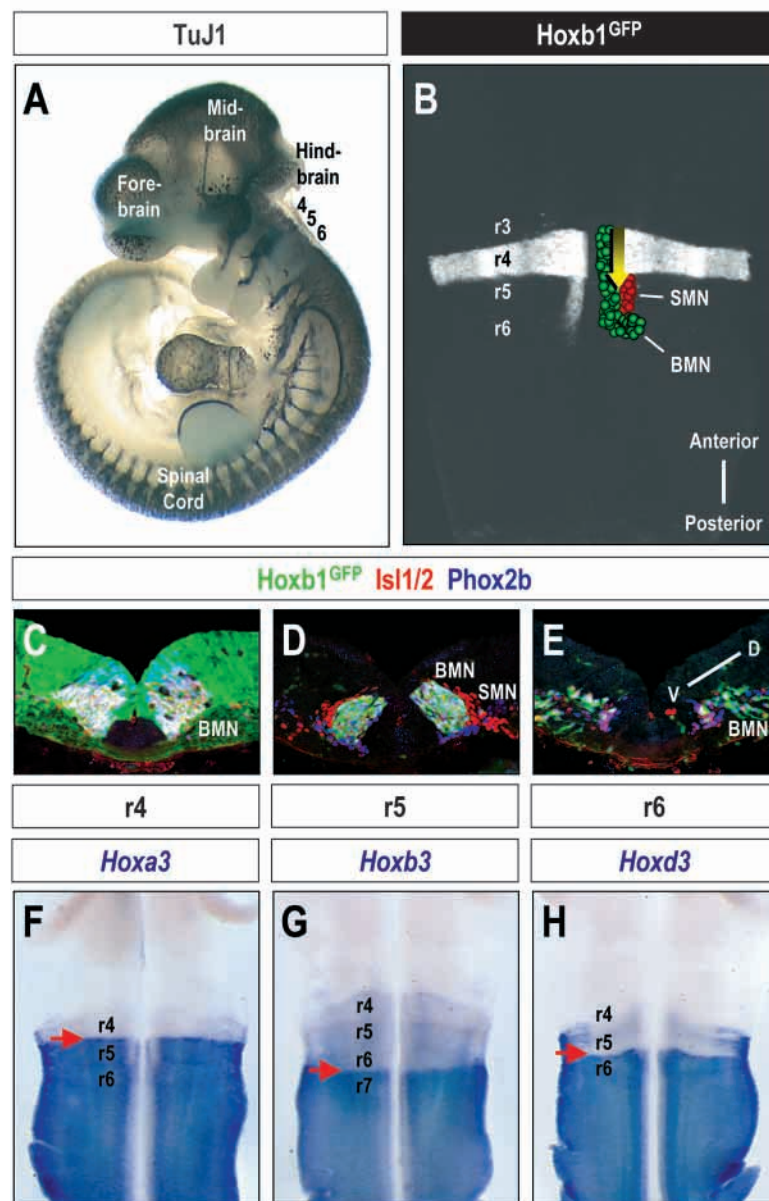 TuJ1
Hoxb1GFP
A
Mid-
brain
Hind-
brain
Fore-
brain
4
5
6
Spinal
Cord
B
r3
r4
r5
r6
SMN
BMN
Anterior
Posterior
Hoxb1GFP Isl1/2 Phox2b
C
BMN
D
BMN
SMN
E
D
V
BMN
r4
r5
r6
Hoxa3
Hoxb3
Hoxd3
F
r4
r5
r6
G
r4
r5
r6
r7
H
r4
r5
r6